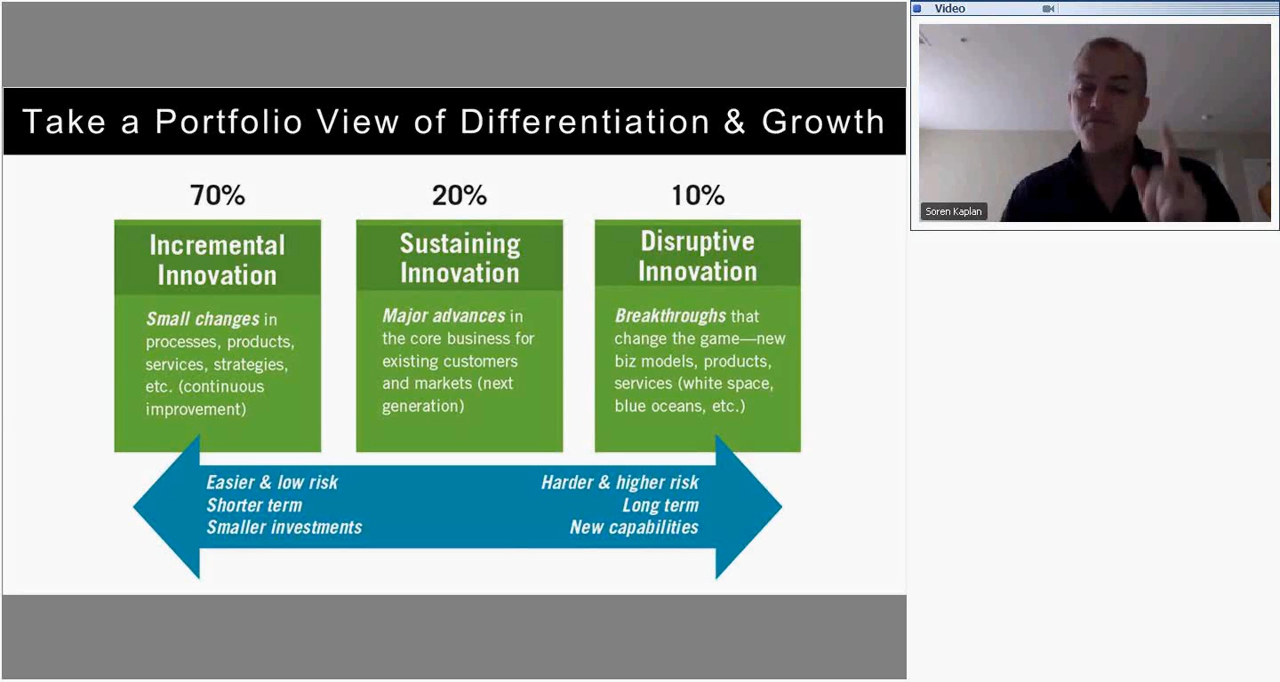 Take a Portfolio View of Differentiation & Growth
70%
Incremental
Innovation
Small changes in
processes, products,
services, strategies,
etc. (continuous
improvement)
20%
Sustaining
Innovation
Major advances in
the core business for
existing customers
and markets (next
generation)
10%
Disruptive
Innovation
Breakthroughs that
change the game—new
biz models, products,
services (white space,
blue oceans, etc.)
Easier & low risk
Shorter term
Smaller investments
Harder & higher risk
Long term
New capabilities
Video
Soren Kaplan